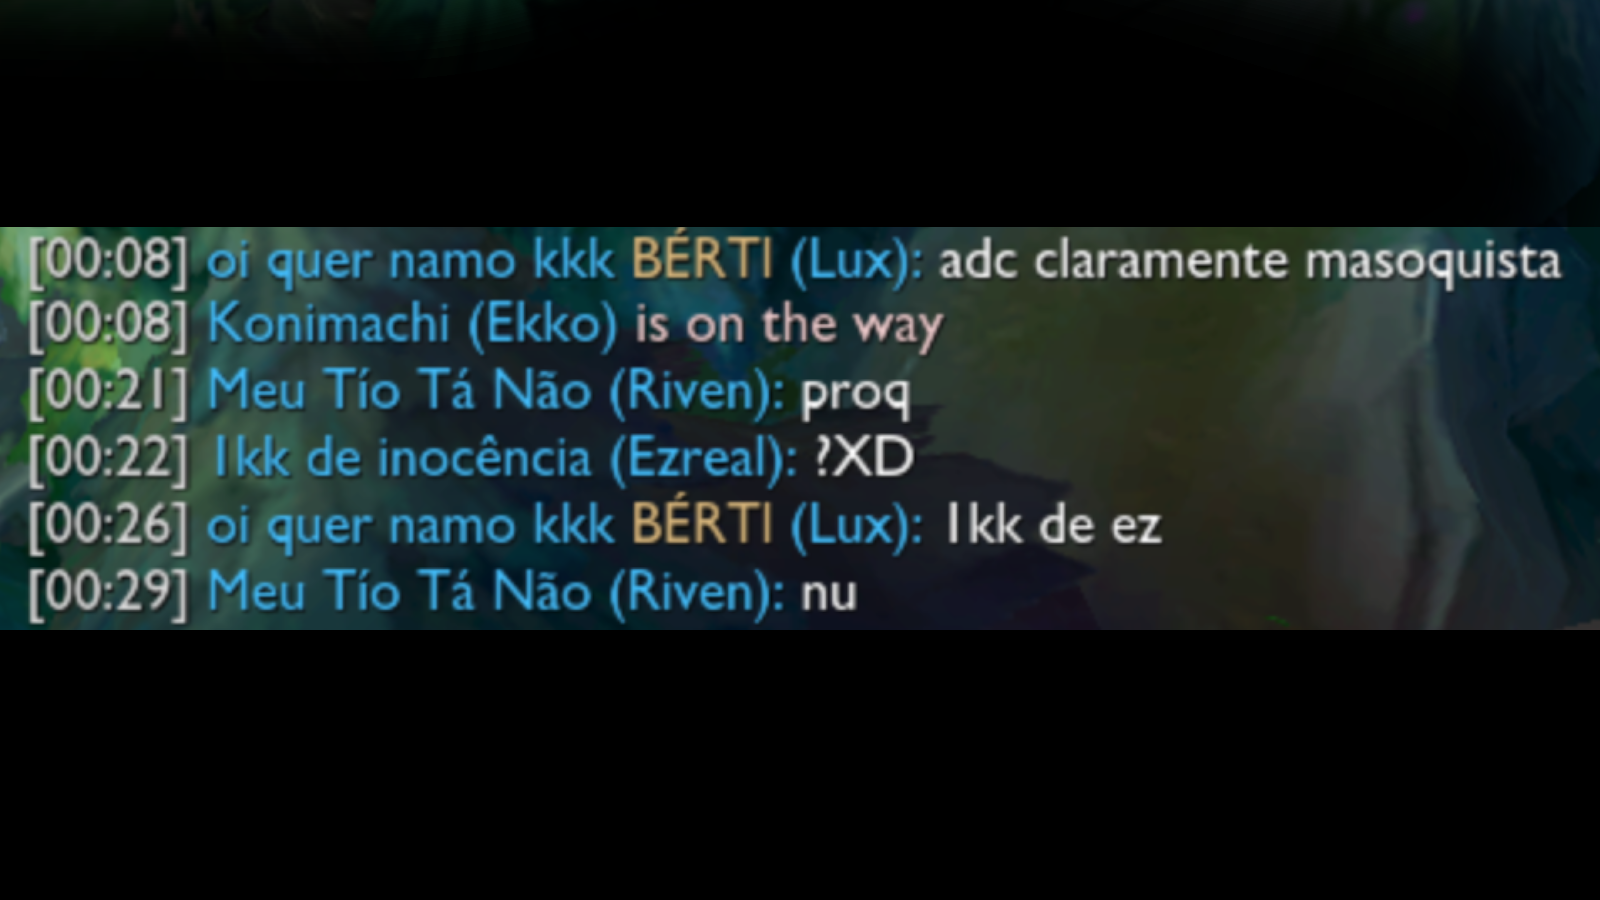 [00:08] oi quer namo kkk BÉRTI (Lux): adc claramente masoquista
[00:08] Konimachi (Ekko) is on the way
[00:21] Meu Tío Tá Não (Riven): proq
[00:22] 1kk de inocência (Ezreal): ?XD
[00:26] oi quer namo kkk BÉRTI (Lux): 1kk de ez
[00:29] Meu Tío Tá Não (Riven): nu